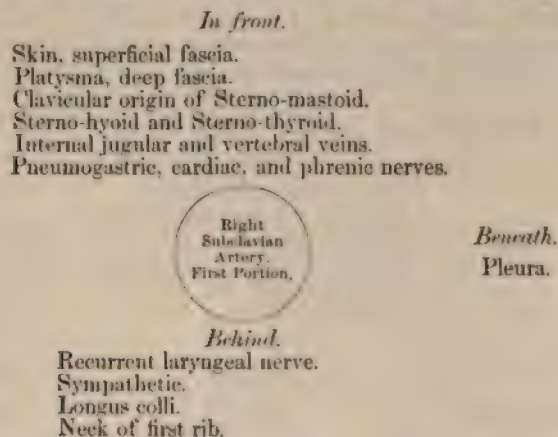 In front.
Skin, superficial fascia.
Platysma, deep fascia.
Clavicular origin of Sterno-mastoid.
Sterno-hyoid and Sterno-thyroid.
Internal jugular and vertebral veins.
Pneumogastric, cardiac, and phrenic nerves.
Right
Subclavian
Artery.
First Portion.
Beneath.
Pleura.
Behind.
Recurrent laryngeal nerve.
Sympathetic.
Longus colli.
Neck of first rib.